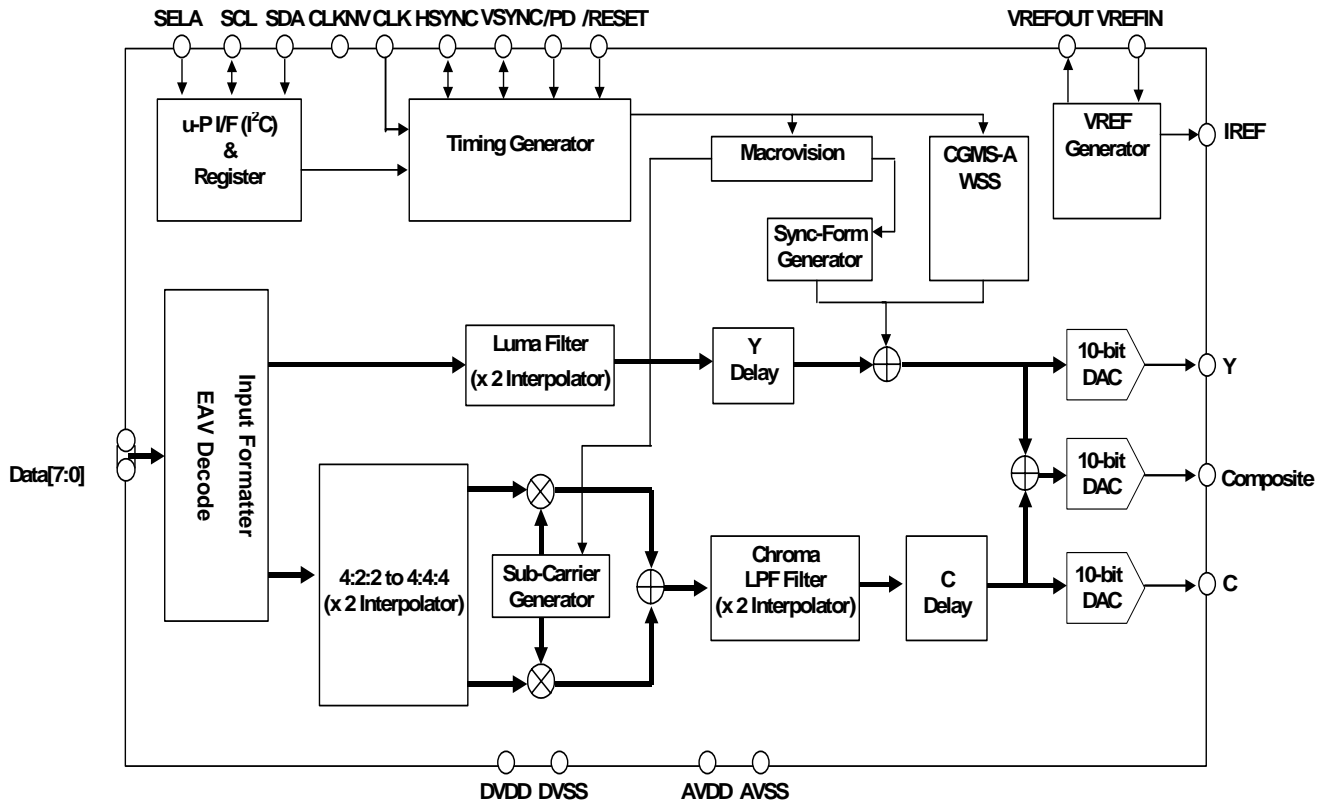 SELA SCL SDA CLKNV CLK HSYNC VSYNC /PD /RESET VREFOUT VREFIN
u-P I/F (I²C)
&
Register
Timing Generator
Macrovision
CGMS-A
WSS
VREF
Generator
IREF
Sync-Form
Generator
Input Formatter
EAV Decode
Luma Filter
(x 2 Interpolator)
Y
Delay
10-bit
DAC
Y
Data[7:0]
10-bit
DAC
Composite
4:2:2 to 4:4:4
(x 2 Interpolator)
Sub-Carrier
Generator
Chroma
LPF Filter
(x 2 Interpolator)
C
Delay
10-bit
DAC
C
DVDD DVSS AVDD AVSS